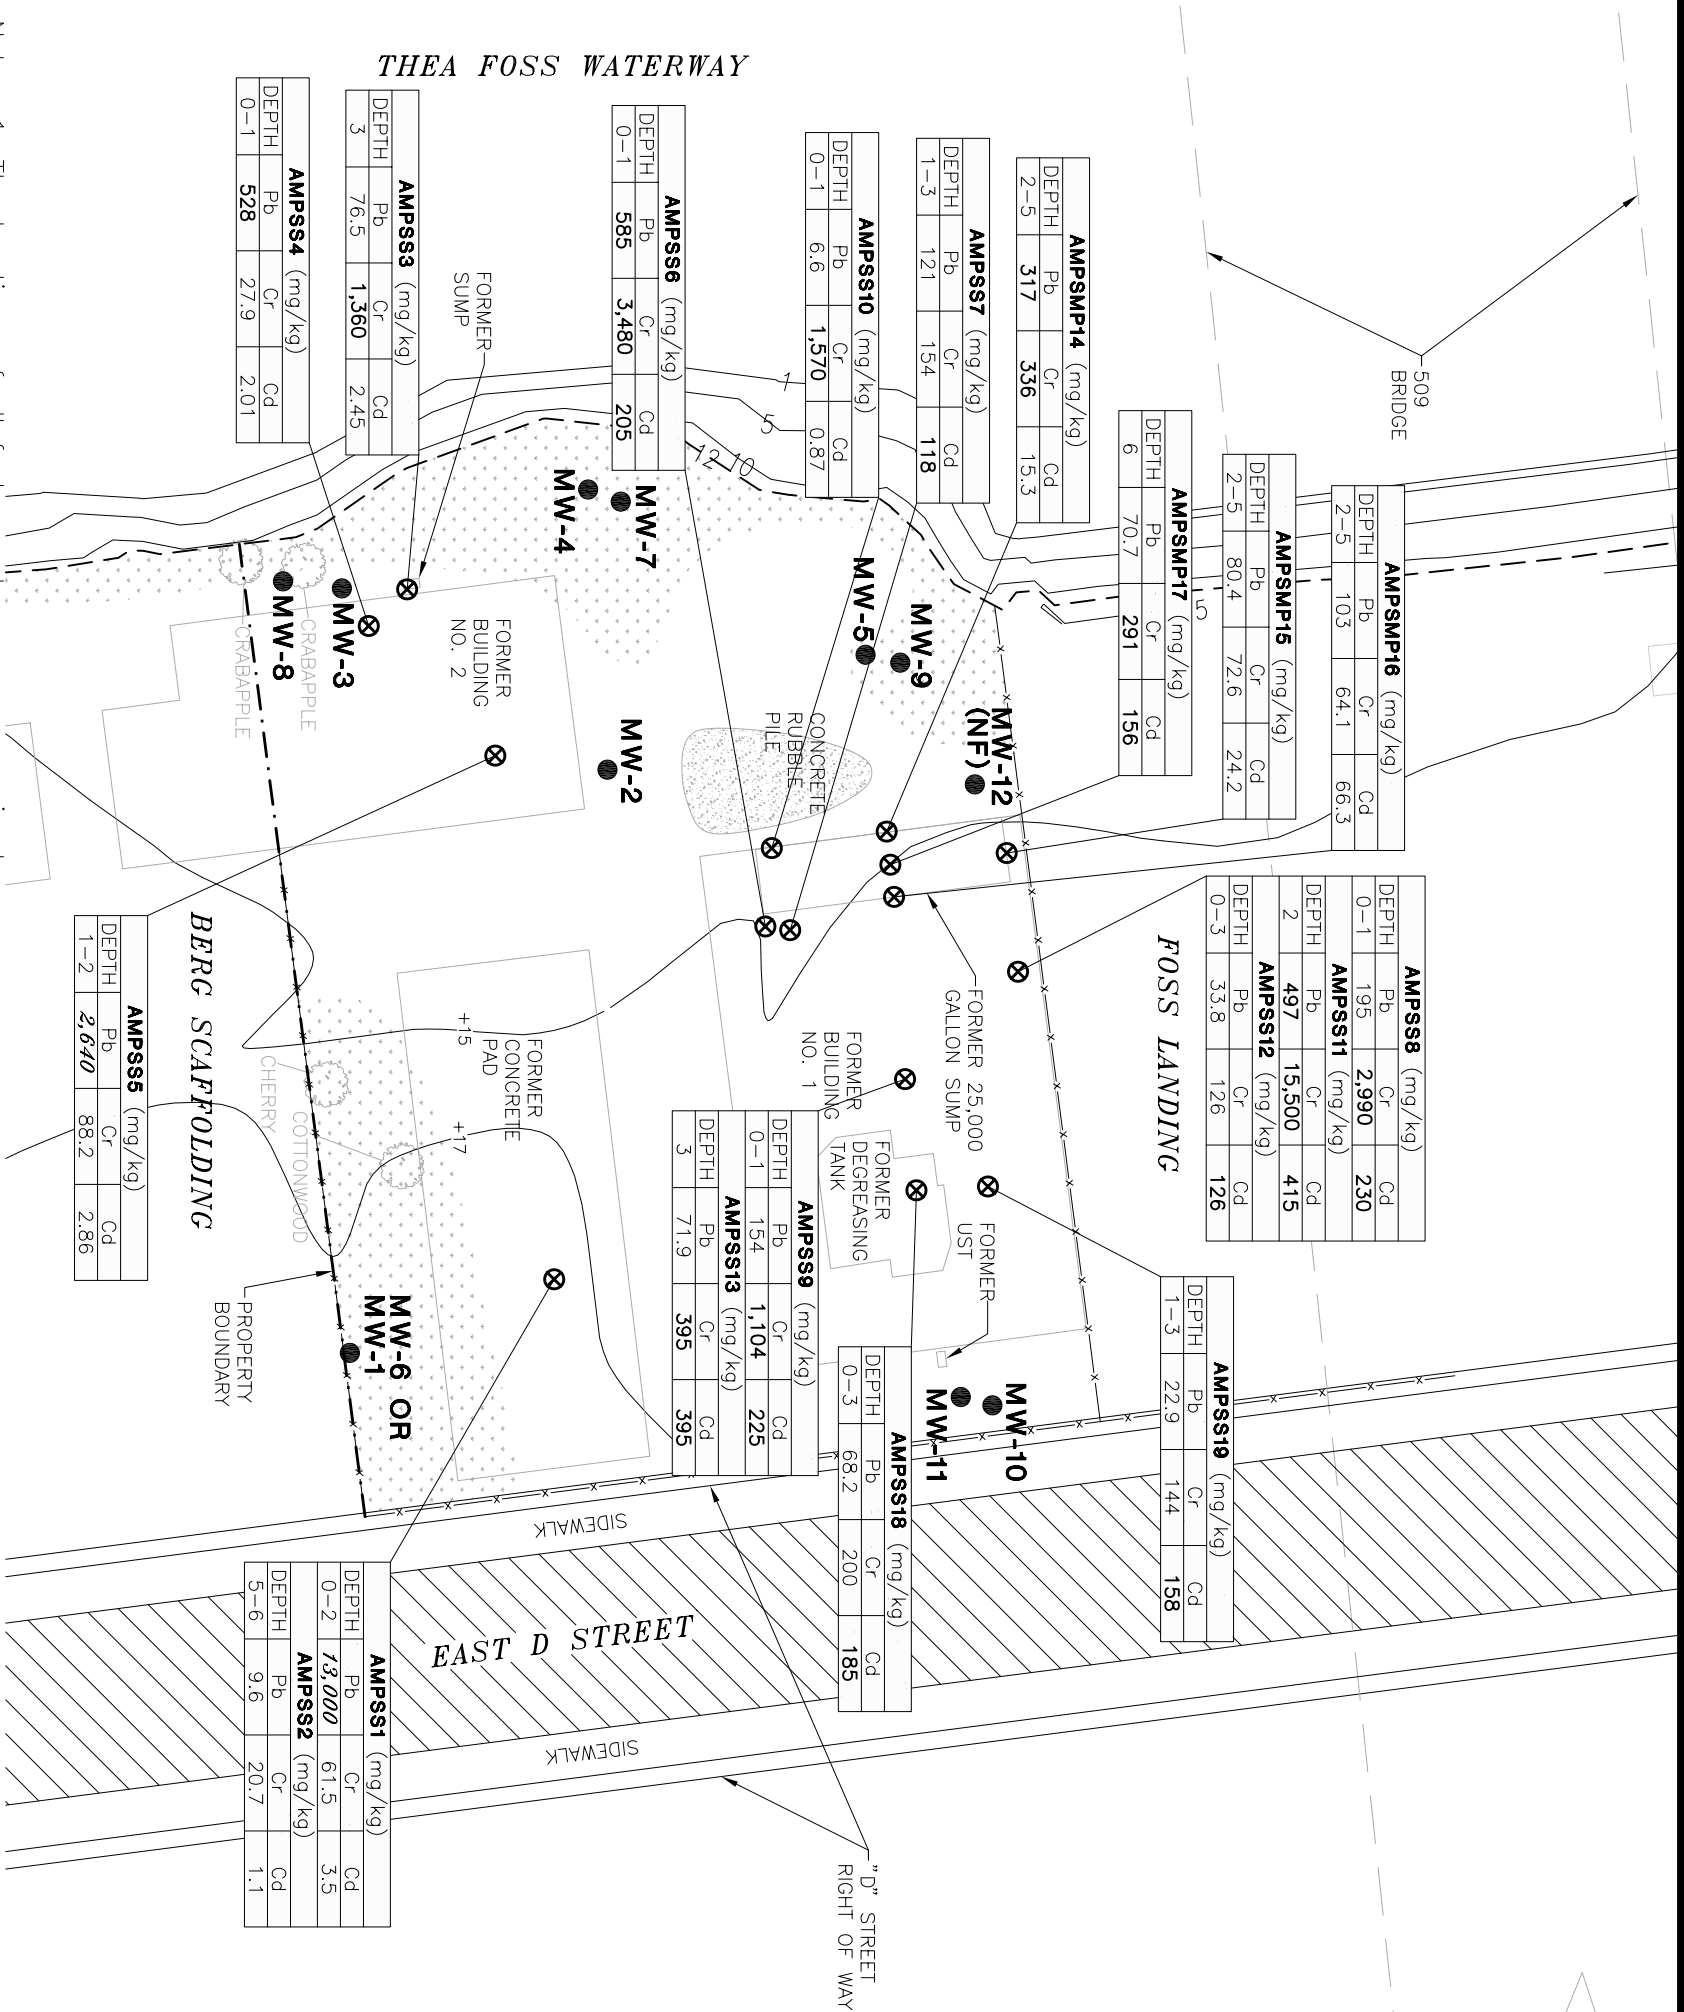 THEA FOSS WATERWAY
509
BRIDGE
AMPSS4 (mg/kg)
DEPTH Pb Cr Cd
0-1 528 27.9 2.01
AMPSS3 (mg/kg)
DEPTH Pb Cr Cd
3 76.5 1,360 2.45
AMPSS6 (mg/kg)
DEPTH Pb Cr Cd
0-1 585 3,480 205
AMPSS10 (mg/kg)
DEPTH Pb Cr Cd
0-1 6.6 1,570 0.87
AMPSS7 (mg/kg)
DEPTH Pb Cr Cd
1-3 121 154 118
AMPSMP14 (mg/kg)
DEPTH Pb Cr Cd
2-5 317 336 15.3
AMPSMP17 (mg/kg)
DEPTH Pb Cr Cd
6 70.7 291 156
AMPSMP15 (mg/kg)
DEPTH Pb Cr Cd
2-5 80.4 72.6 24.2
AMPSMP16 (mg/kg)
DEPTH Pb Cr Cd
2-5 103 64.1 66.3
FORMER
SUMP
1
5
10
12
5
MW-4
MW-7
MW-5
MW-9
MW-12
(NF)
MW-8
MW-3
MW-2
CRABAPPLE
CRABAPPLE
FORMER
BUILDING
NO. 2
CONCRETE
RUBBLE
PILE
AMPSS8 (mg/kg)
DEPTH Pb Cr Cd
0-1 195 2,990 230
AMPSS11 (mg/kg)
DEPTH Pb Cr Cd
2 497 15,500 415
AMPSS12 (mg/kg)
DEPTH Pb Cr Cd
0-3 33.8 126 126
FOSS LANDING
BERG SCAFFOLDING
AMPSS5 (mg/kg)
DEPTH Pb Cr Cd
1-2 2,640 88.2 2.86
FORMER 25,000
GALLON SUMP
FORMER
BUILDING
NO. 1
FORMER
CONCRETE
PAD
+15
+17
CHERRY
COTTONWOOD
FORMER
DEGREASING
TANK
FORMER
UST
AMPSS9 (mg/kg)
DEPTH Pb Cr Cd
0-1 154 1,104 225
AMPSS13 (mg/kg)
DEPTH Pb Cr Cd
3 71.9 395 395
AMPSS19 (mg/kg)
DEPTH Pb Cr Cd
1-3 22.9 144 158
AMPSS18 (mg/kg)
DEPTH Pb Cr Cd
0-3 68.2 200 185
PROPERTY
BOUNDARY
MW-6 OR
MW-1
MW-10
MW-11
SIDEWALK
EAST D STREET
SIDEWALK
AMPSS1 (mg/kg)
DEPTH Pb Cr Cd
0-2 13,000 61.5 3.5
AMPSS2 (mg/kg)
DEPTH Pb Cr Cd
5-6 9.6 20.7 1.1
"D" STREET
RIGHT OF WAY